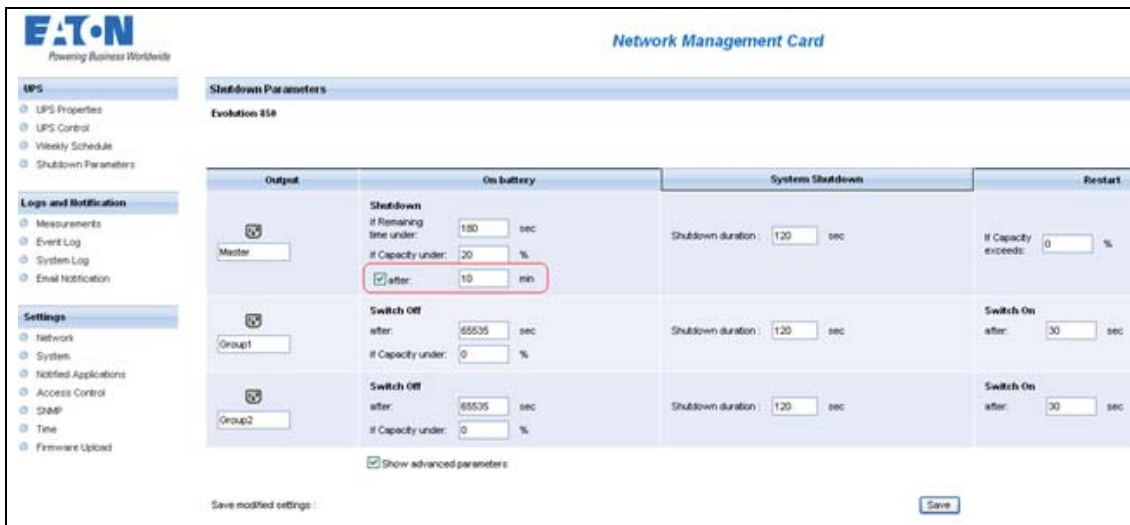 EATON
Powering Business Worldwide
Network Management Card
UPS
UPS Properties
UPS Control
Weekly Schedule
Shutdown Parameters
Logs and Notification
Measurements
Event Log
System Log
Email Notification
Settings
Network
System
Notified Applications
Access Control
SNMP
Time
Firmware Upload
Shutdown Parameters
Evolution 850
Output On battery System Shutdown Restart
Master
Shutdown
if Remaining time under: 180 sec
if Capacity under: 20 %
after: 10 min
Shutdown duration : 120 sec
If Capacity exceeds: 0 %
Group1
Switch Off
after: 65535 sec
if Capacity under: 0 %
Shutdown duration : 120 sec
Switch On
after: 30 sec
Group2
Switch Off
after: 65535 sec
if Capacity under: 0 %
Shutdown duration : 120 sec
Switch On
after: 30 sec
Show advanced parameters
Save modified settings :
Save